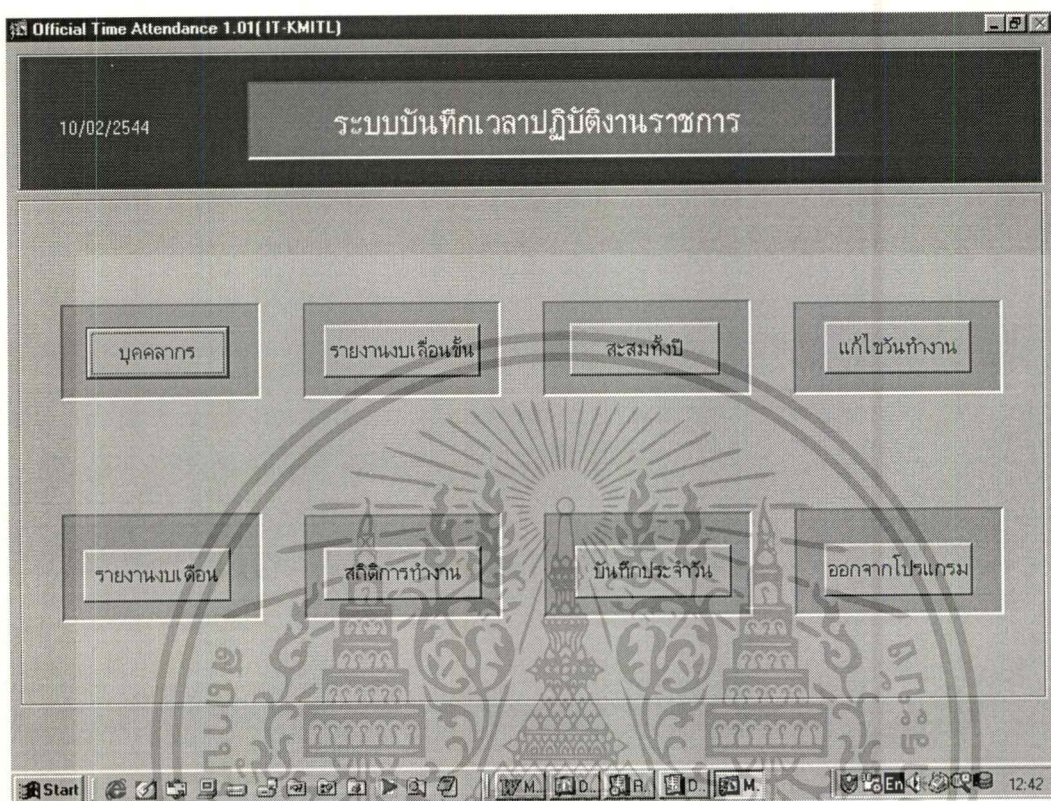 Official Time Attendance 1.01( IT-KMITL)
10/02/2544
ระบบบันทึกเวลาปฏิบัติงานราชการ
บุคคลากร
รายงานงบเลื่อนขั้น
สะสมทั้งปี
แก้ไขวันทำงาน
รายงานงบเดือน
สถิติการทำงาน
บันทึกประจำวัน
ออกจากโปรแกรม
Start M... D... R... D... M. En 12:42